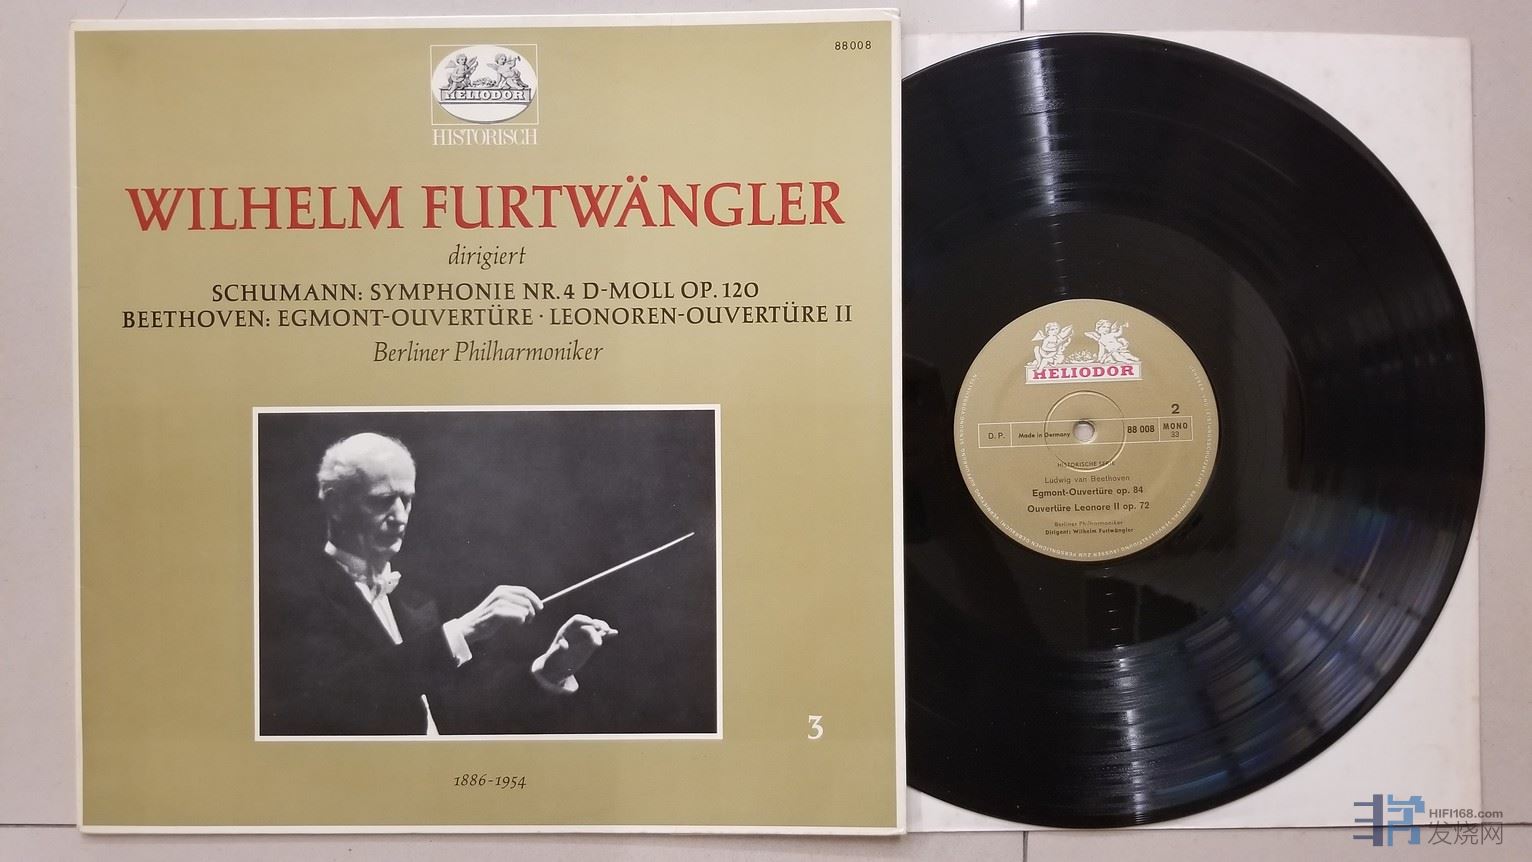 88008
HELIODOR
HISTORISCH
WILHELM FURTWÄNGLER
dirigiert
SCHUMANN: SYMPHONIE NR. 4 D-MOLL OP. 120
BEETHOVEN: EGMONT-OUVERTÜRE · LEONOREN-OUVERTÜRE II
Berliner Philharmoniker
3
1886-1954
HELIODOR
2
D. P.
Made in Germany
88 008
MONO
33
HISTORISCHE SERIE
Ludwig van Beethoven
Egmont-Ouvertüre op. 84
Ouvertüre Leonore II op. 72
Berliner Philharmoniker
Dirigent: Wilhelm Furtwängler
HIFI168.com
发烧网